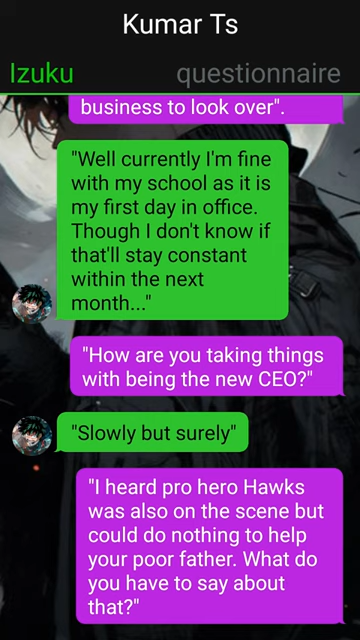 Kumar Ts
Izuku
questionnaire
business to look over".
"Well currently I'm fine
with my school as it is
my first day in office.
Though I don't know if
that'll stay constant
within the next
month..."
"How are you taking things
with being the new CEO?"
"Slowly but surely"
"I heard pro hero Hawks
was also on the scene but
could do nothing to help
your poor father. What do
you have to say about
that?"